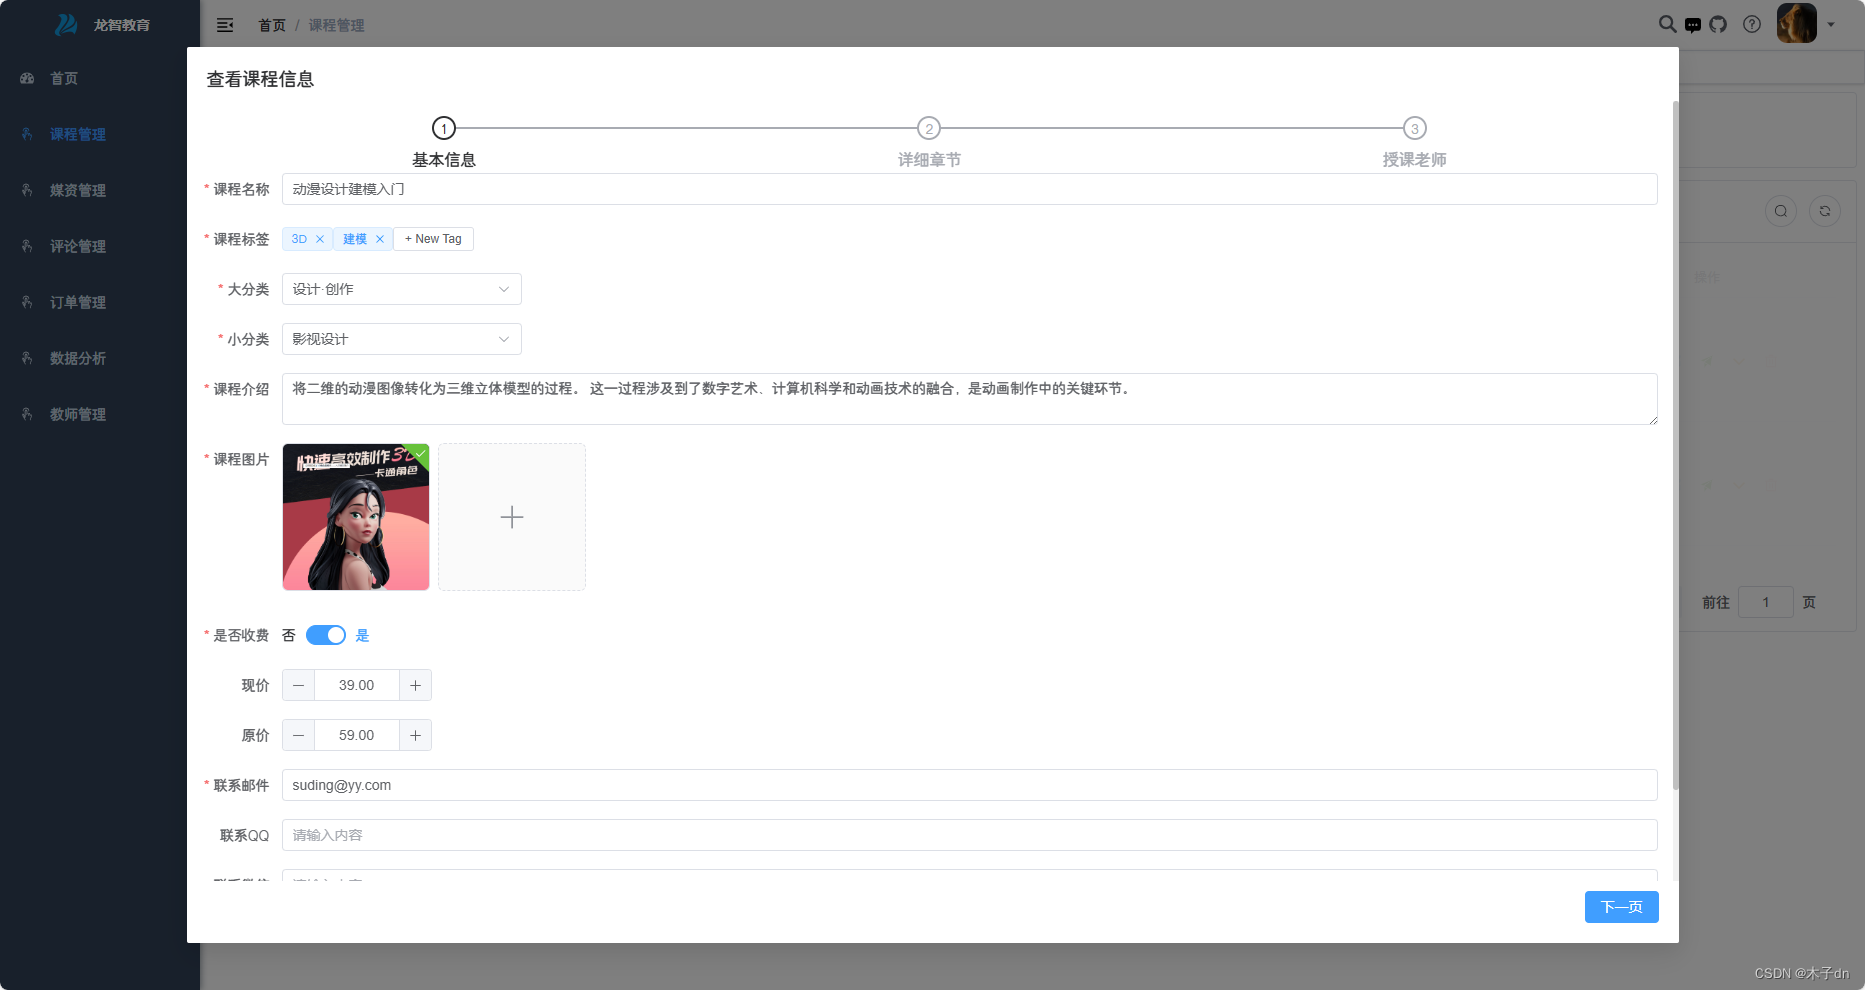 龙智教育
首页 / 课程管理
首页
课程管理
媒资管理
评论管理
订单管理
数据分析
教师管理
查看课程信息
1
2
3
基本信息
详细章节
授课老师
* 课程名称
动漫设计建模入门
* 课程标签
3D
建模
+ New Tag
* 大分类
设计·创作
* 小分类
影视设计
* 课程介绍
将二维的动漫图像转化为三维立体模型的过程。 这一过程涉及到了数字艺术、计算机科学和动画技术的融合，是动画制作中的关键环节。
* 课程图片
快速高效制作3D
——卡通角色
* 是否收费
否
是
现价
39.00
原价
59.00
* 联系邮件
suding@yy.com
联系QQ
请输入内容
下一页
操作
前往 1 页
CSDN @木子dn